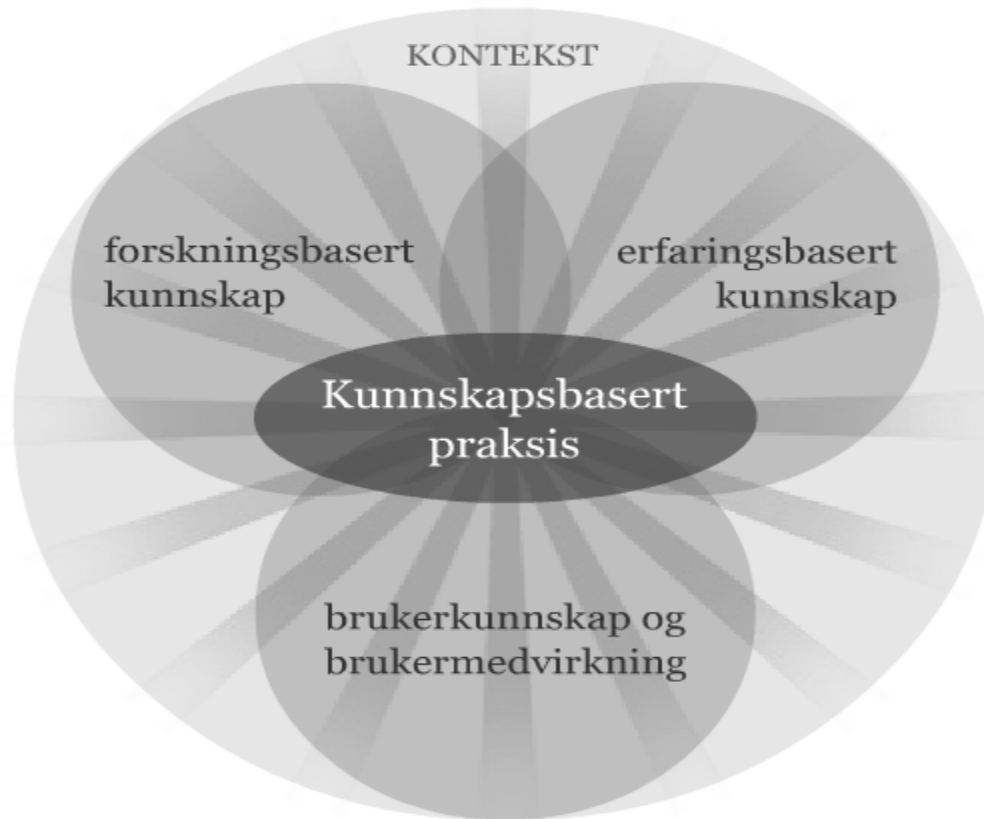 KONTEKST
forskningsbasert
kunnskap
erfaringsbasert
kunnskap
Kunnskapsbasert
praksis
brukerkunnskap og
brukermedvirkning